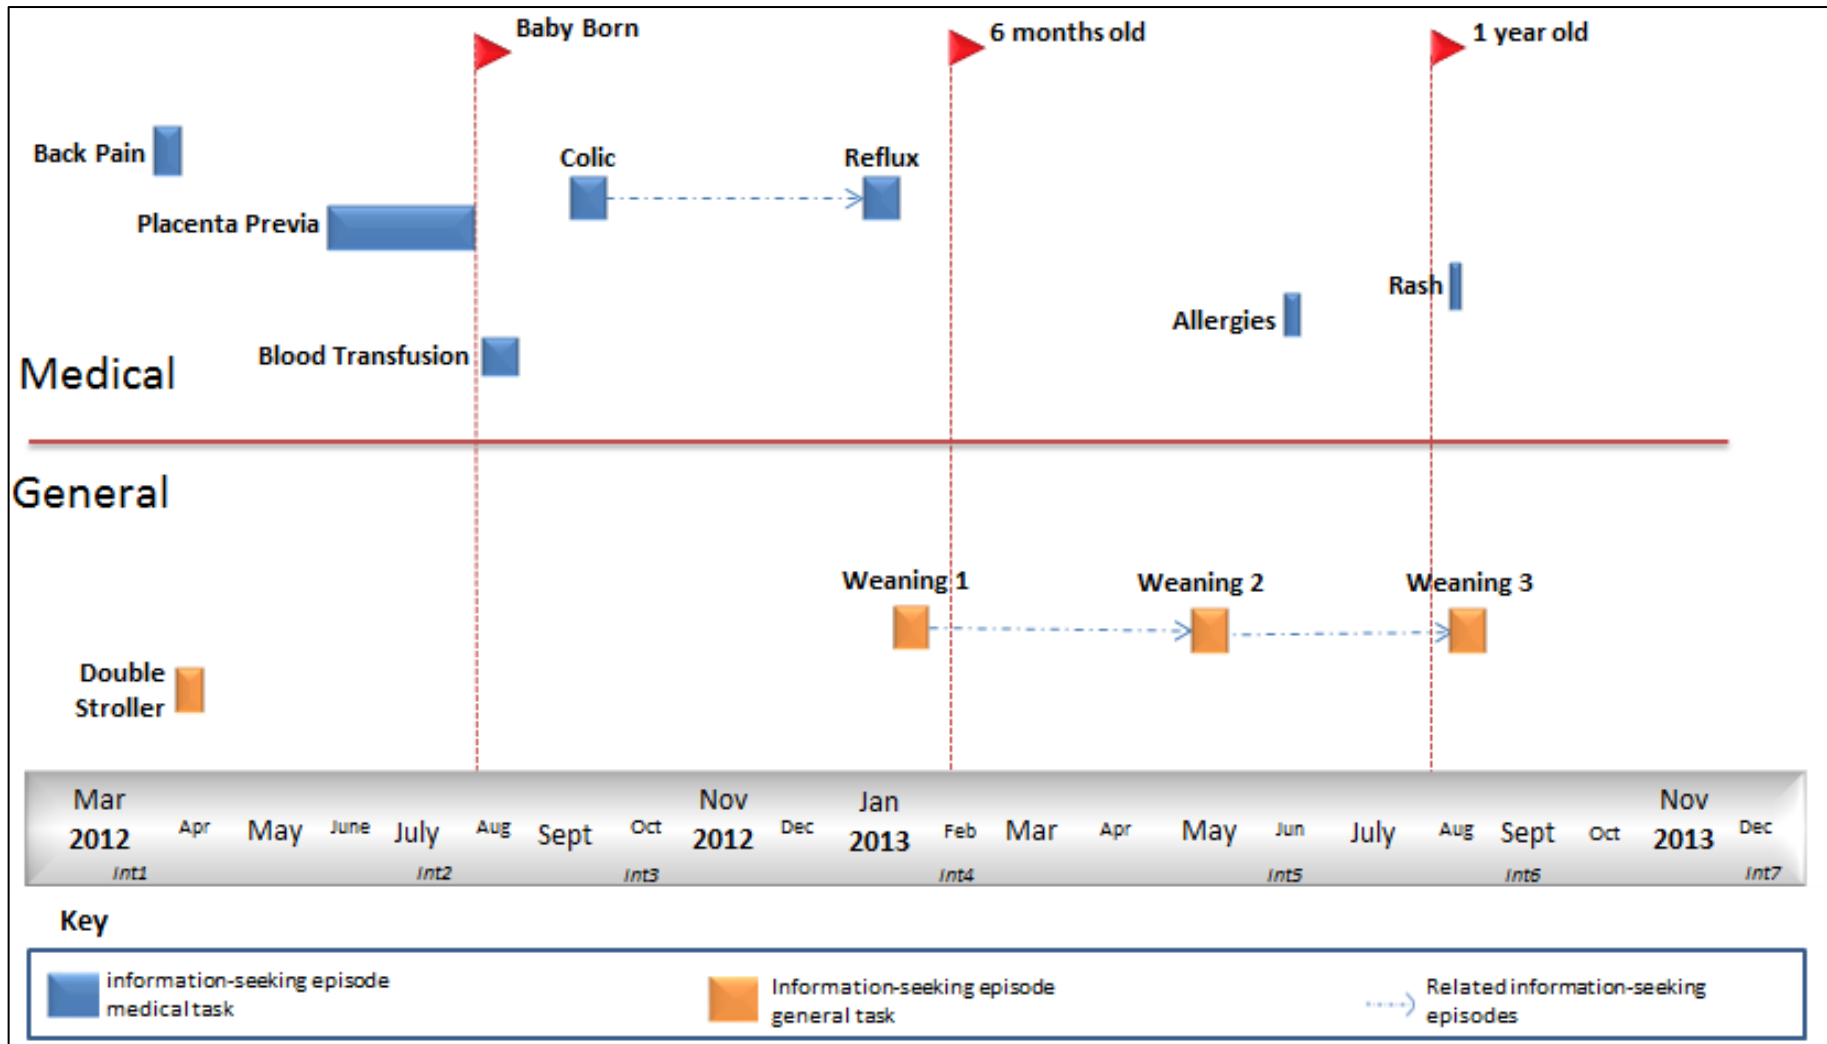 Baby Born
6 months old
1 year old
Back Pain
Colic
Reflux
Placenta Previa
Rash
Allergies
Blood Transfusion
Medical
General
Weaning 1
Weaning 2
Weaning 3
Double
Stroller
Mar
2012
Apr
May
June
July
Aug
Sept
Oct
Nov
2012
Dec
Jan
2013
Feb
Mar
Apr
May
Jun
July
Aug
Sept
Oct
Nov
2013
Dec
int1
int2
int3
int4
int5
int6
int7
Key
information-seeking episode
medical task
Information-seeking episode
general task
Related information-seeking
episodes